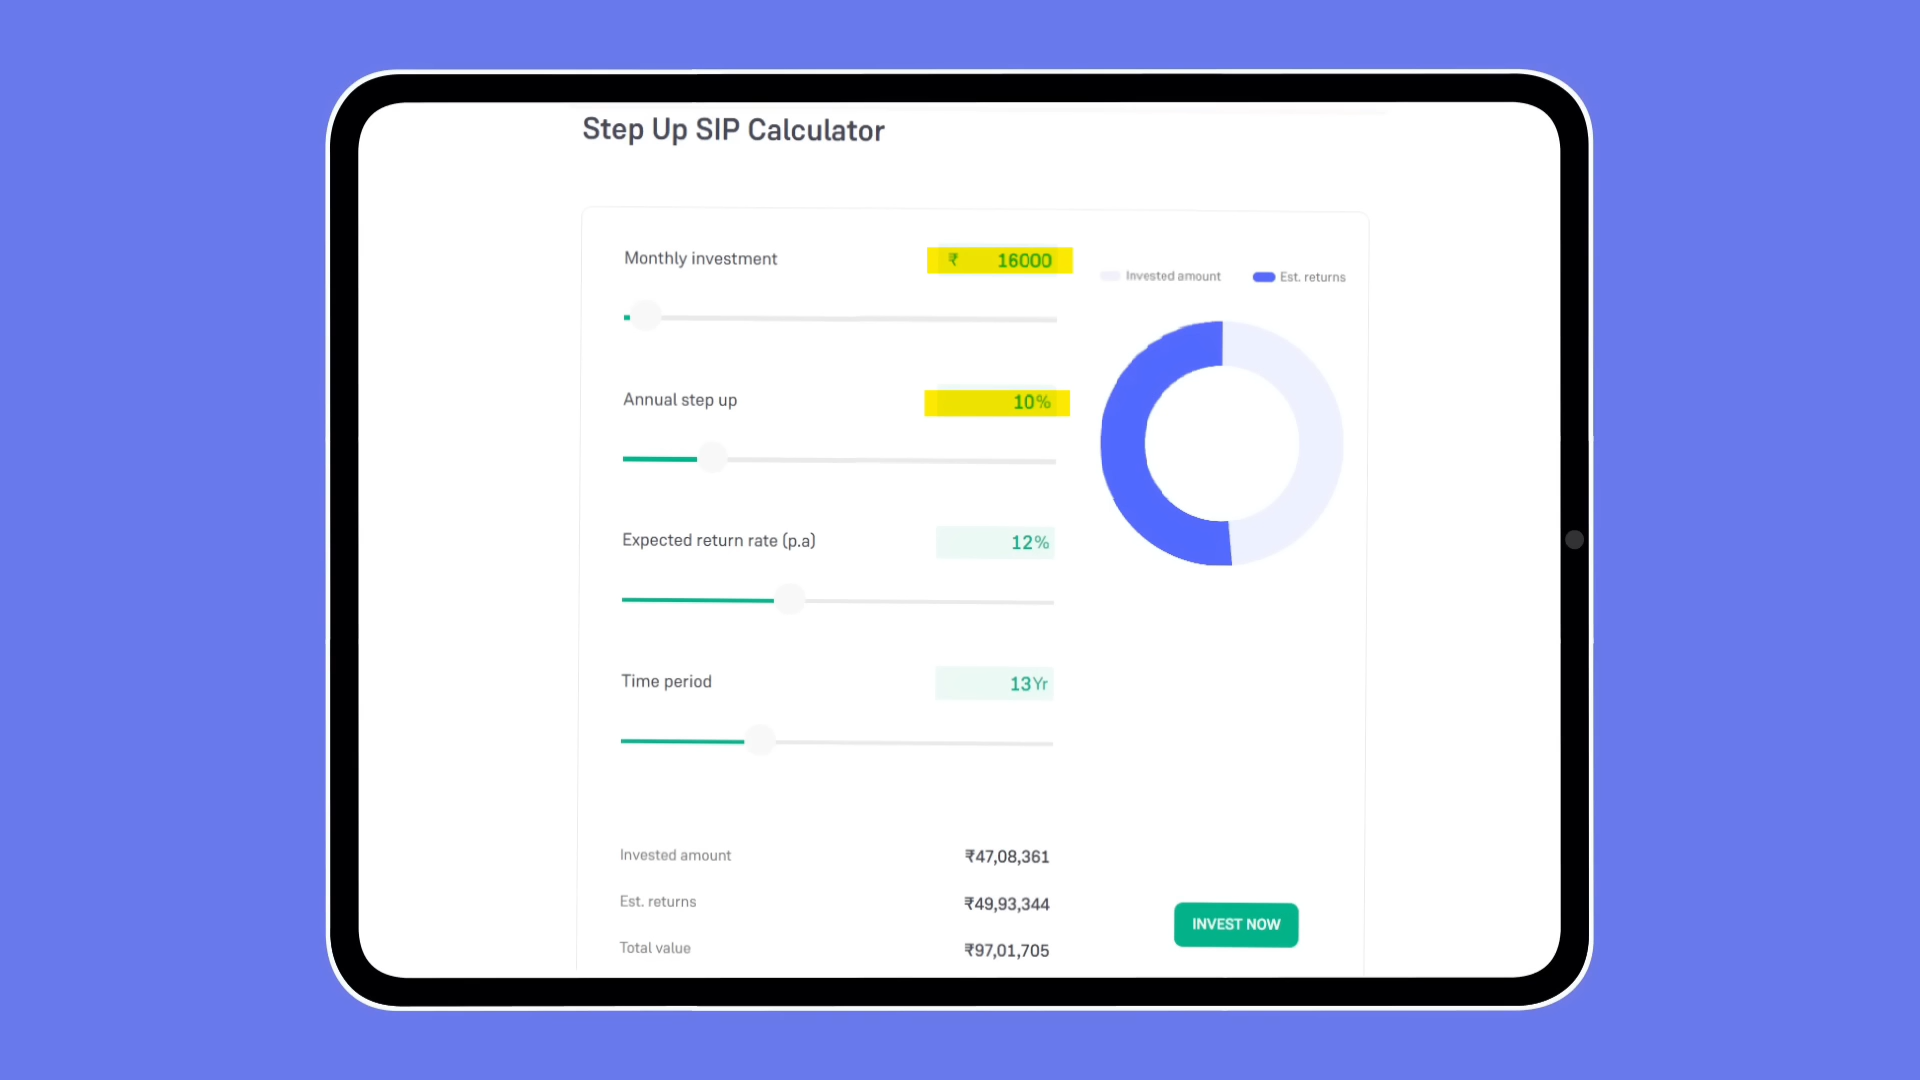 Step Up SIP Calculator
Monthly investment
₹ 16000
Invested amount
Est. returns
Annual step up
10%
Expected return rate (p.a)
12%
Time period
13Yr
Invested amount
₹47,08,361
Est. returns
₹49,93,344
INVEST NOW
Total value
₹97,01,705